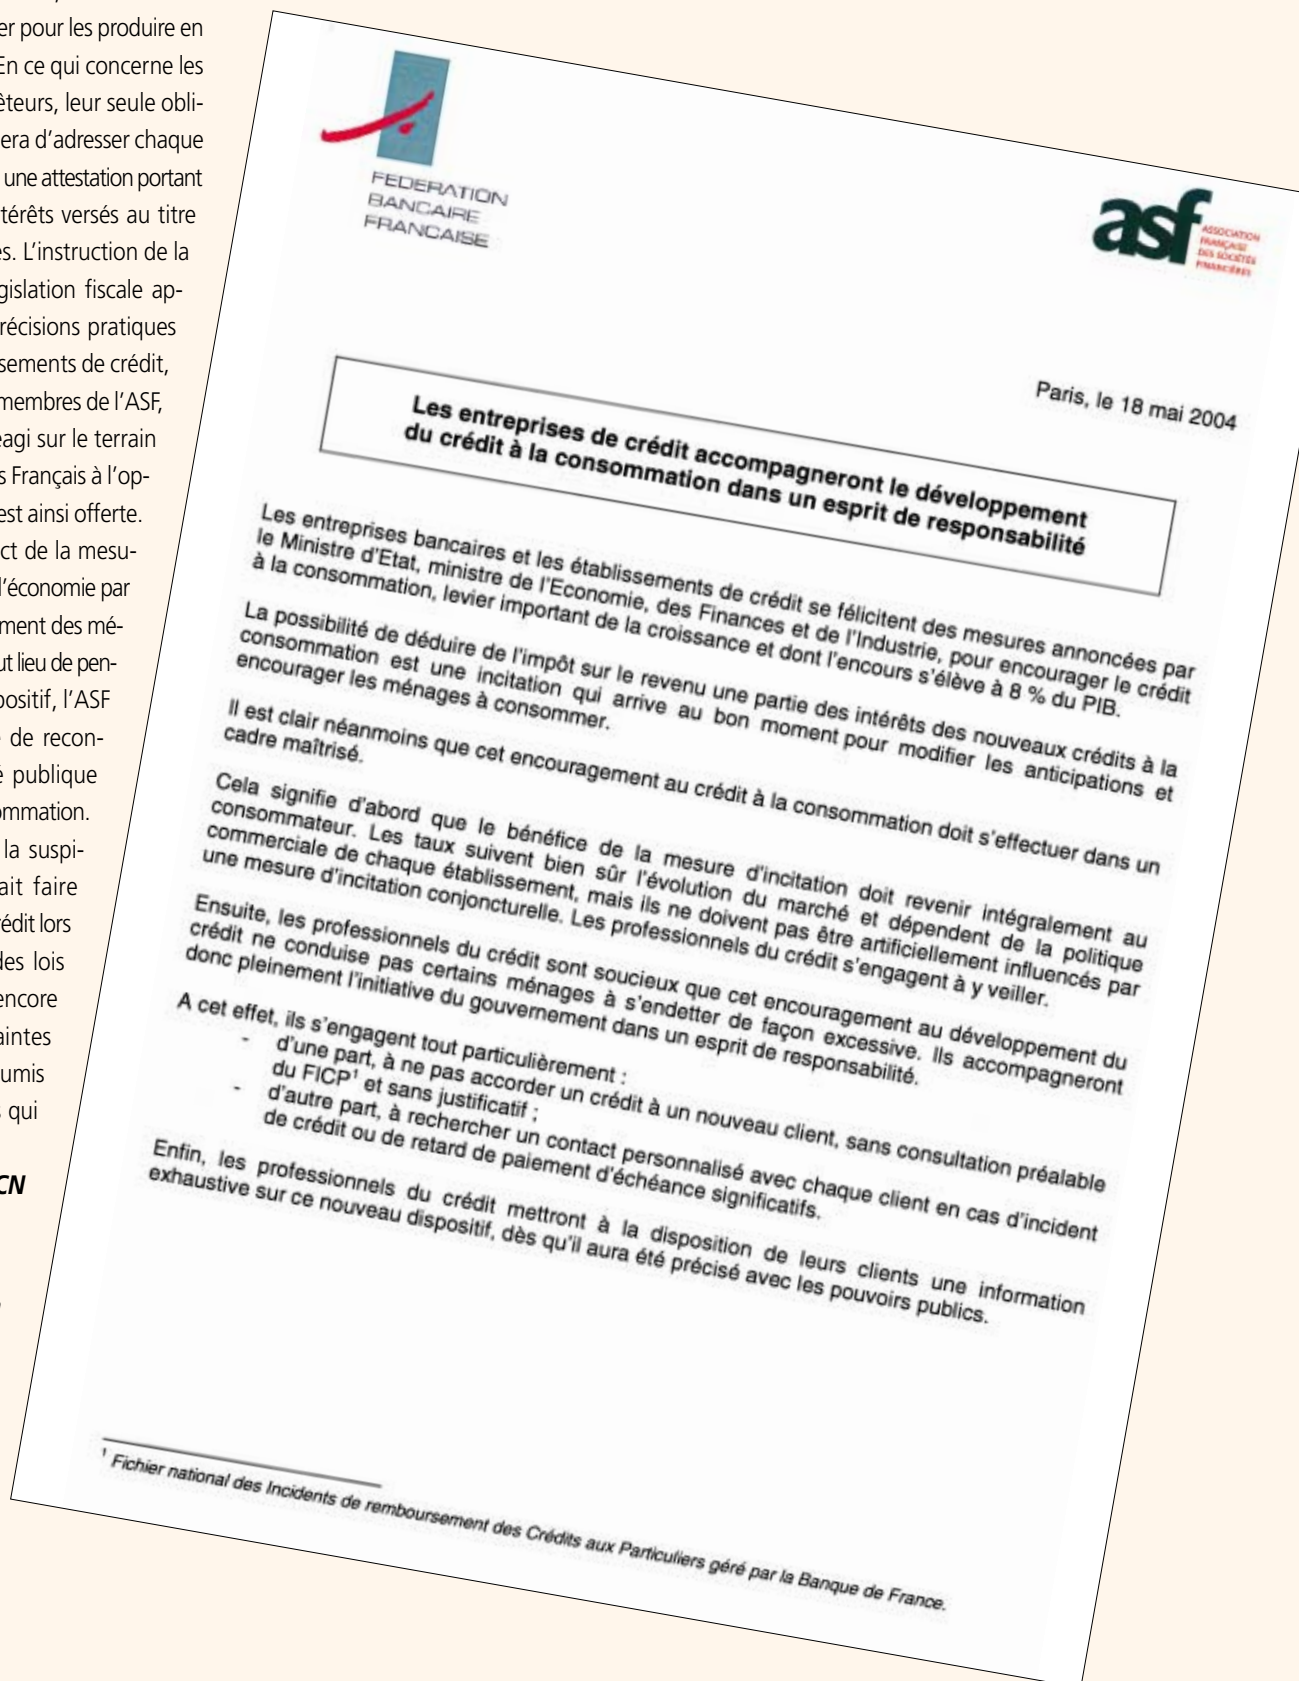 er pour les produire en
En ce qui concerne les
êteurs, leur seule obli-
era d'adresser chaque
une attestation portant
térêts versés au titre
es. L'instruction de la
gislation fiscale ap-
récisions pratiques
sements de crédit,
membres de l'ASF,
éagi sur le terrain
s Français à l'op-
est ainsi offerte.
ct de la mesu-
l'économie par
ment des mé-
ut lieu de pen-
positif, l'ASF
de recon-
é publique
ommation.
la suspi-
ait faire
rédit lors
des lois
encore
aintes
umis
s qui
CN
FEDERATION
BANCAIRE
FRANCAISE
asf
ASSOCIATION
FRANÇAISE
DES SOCIÉTÉS
FINANCIÈRES
Paris, le 18 mai 2004
Les entreprises de crédit accompagneront le développement
du crédit à la consommation dans un esprit de responsabilité
Les entreprises bancaires et les établissements de crédit se félicitent des mesures annoncées par
le Ministre d'Etat, ministre de l'Economie, des Finances et de l'Industrie, pour encourager le crédit
à la consommation, levier important de la croissance et dont l'encours s'élève à 8 % du PIB.
La possibilité de déduire de l'impôt sur le revenu une partie des intérêts des nouveaux crédits à la
consommation est une incitation qui arrive au bon moment pour modifier les anticipations et
encourager les ménages à consommer.
Il est clair néanmoins que cet encouragement au crédit à la consommation doit s'effectuer dans un
cadre maîtrisé.
Cela signifie d'abord que le bénéfice de la mesure d'incitation doit revenir intégralement au
consommateur. Les taux suivent bien sûr l'évolution du marché et dépendent de la politique
commerciale de chaque établissement, mais ils ne doivent pas être artificiellement influencés par
une mesure d'incitation conjoncturelle. Les professionnels du crédit s'engagent à y veiller.
Ensuite, les professionnels du crédit sont soucieux que cet encouragement au développement du
crédit ne conduise pas certains ménages à s'endetter de façon excessive. Ils accompagneront
donc pleinement l'initiative du gouvernement dans un esprit de responsabilité.
A cet effet, ils s'engagent tout particulièrement :
- d'une part, à ne pas accorder un crédit à un nouveau client, sans consultation préalable
du FICP¹ et sans justificatif ;
- d'autre part, à rechercher un contact personnalisé avec chaque client en cas d'incident
de crédit ou de retard de paiement d'échéance significatifs.
Enfin, les professionnels du crédit mettront à la disposition de leurs clients une information
exhaustive sur ce nouveau dispositif, dès qu'il aura été précisé avec les pouvoirs publics.
¹ Fichier national des Incidents de remboursement des Crédits aux Particuliers géré par la Banque de France.